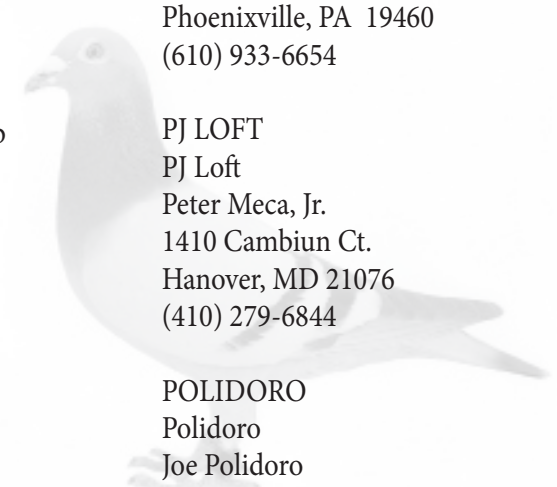 Phoenixville, PA 19460
(610) 933-6654
PJ LOFT
PJ Loft
Peter Meca, Jr.
1410 Cambiun Ct.
Hanover, MD 21076
(410) 279-6844
POLIDORO
Polidoro
Joe Polidoro